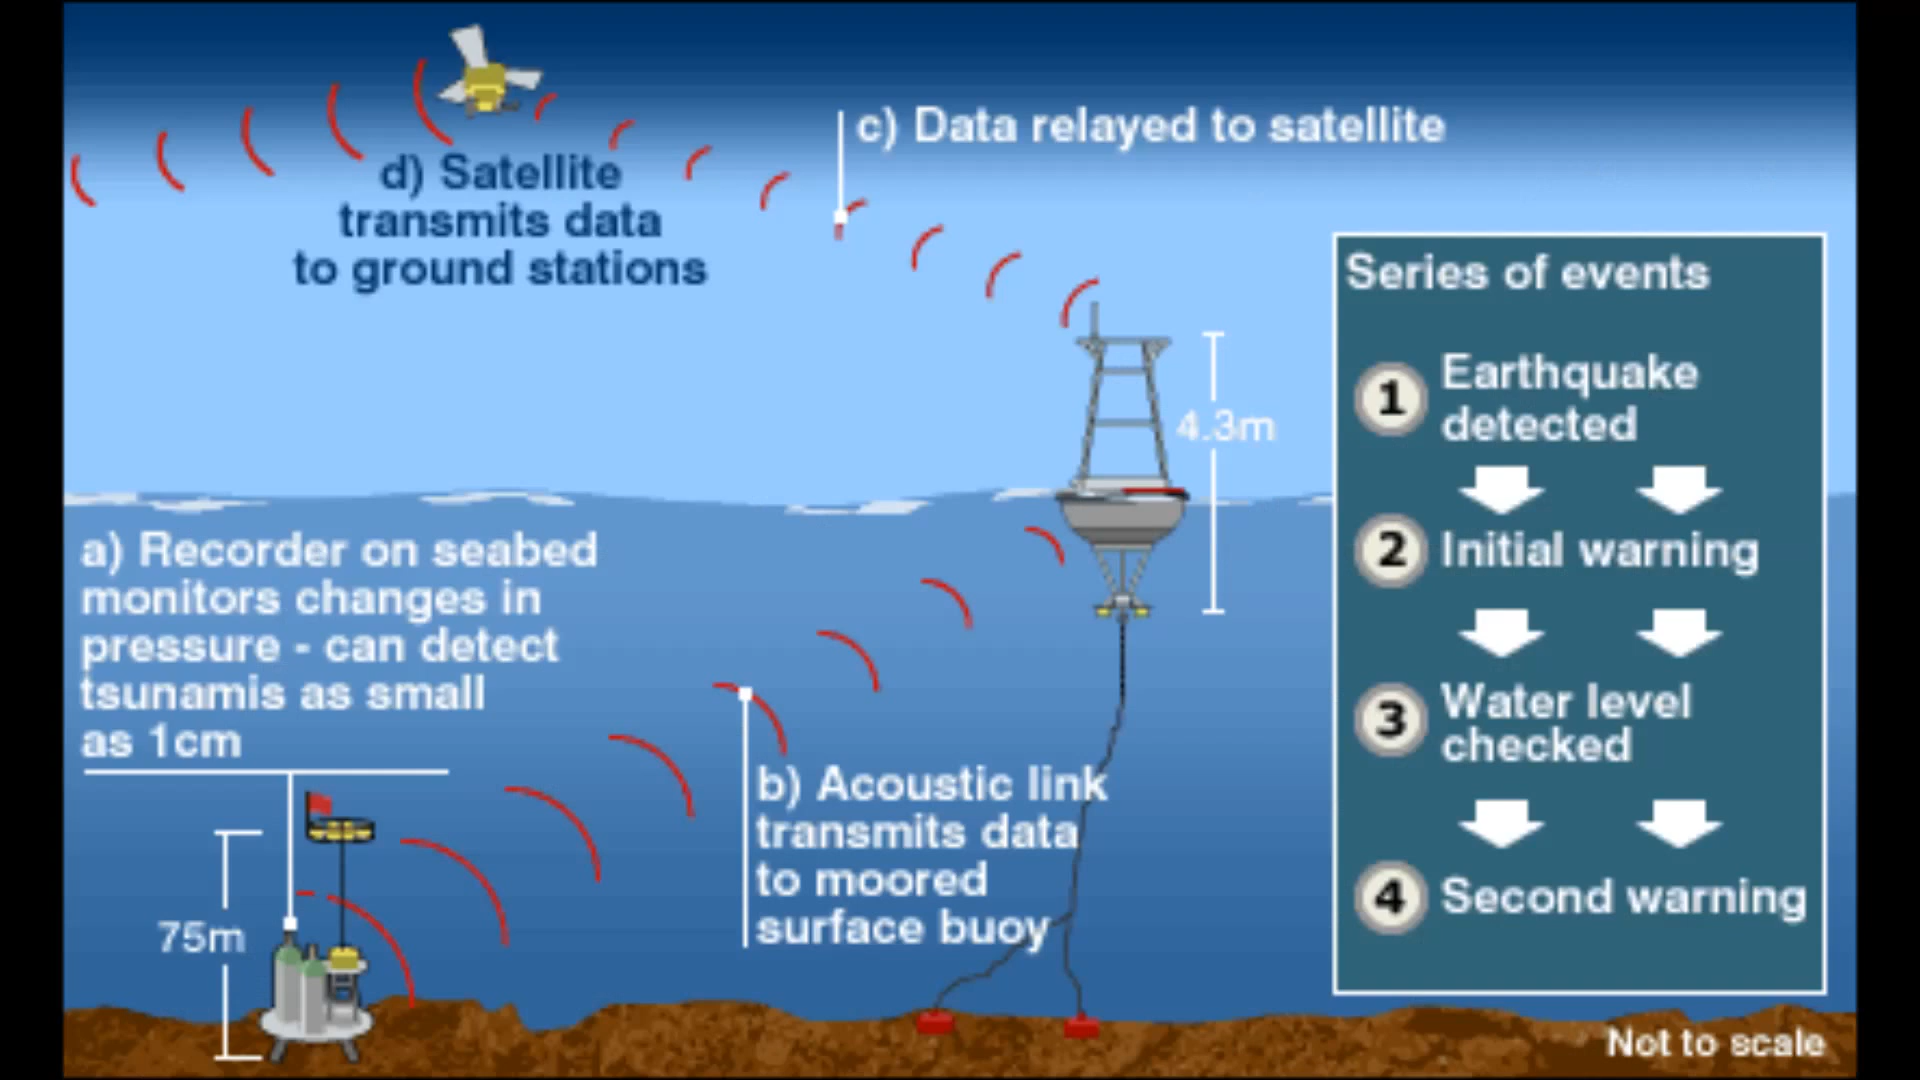 c) Data relayed to satellite
d) Satellite
transmits data
to ground stations
4.3m
a) Recorder on seabed
monitors changes in
pressure - can detect
tsunamis as small
as 1cm
75m
b) Acoustic link
transmits data
to moored
surface buoy
Series of events
1 Earthquake
detected
2 Initial warning
3 Water level
checked
4 Second warning
Not to scale